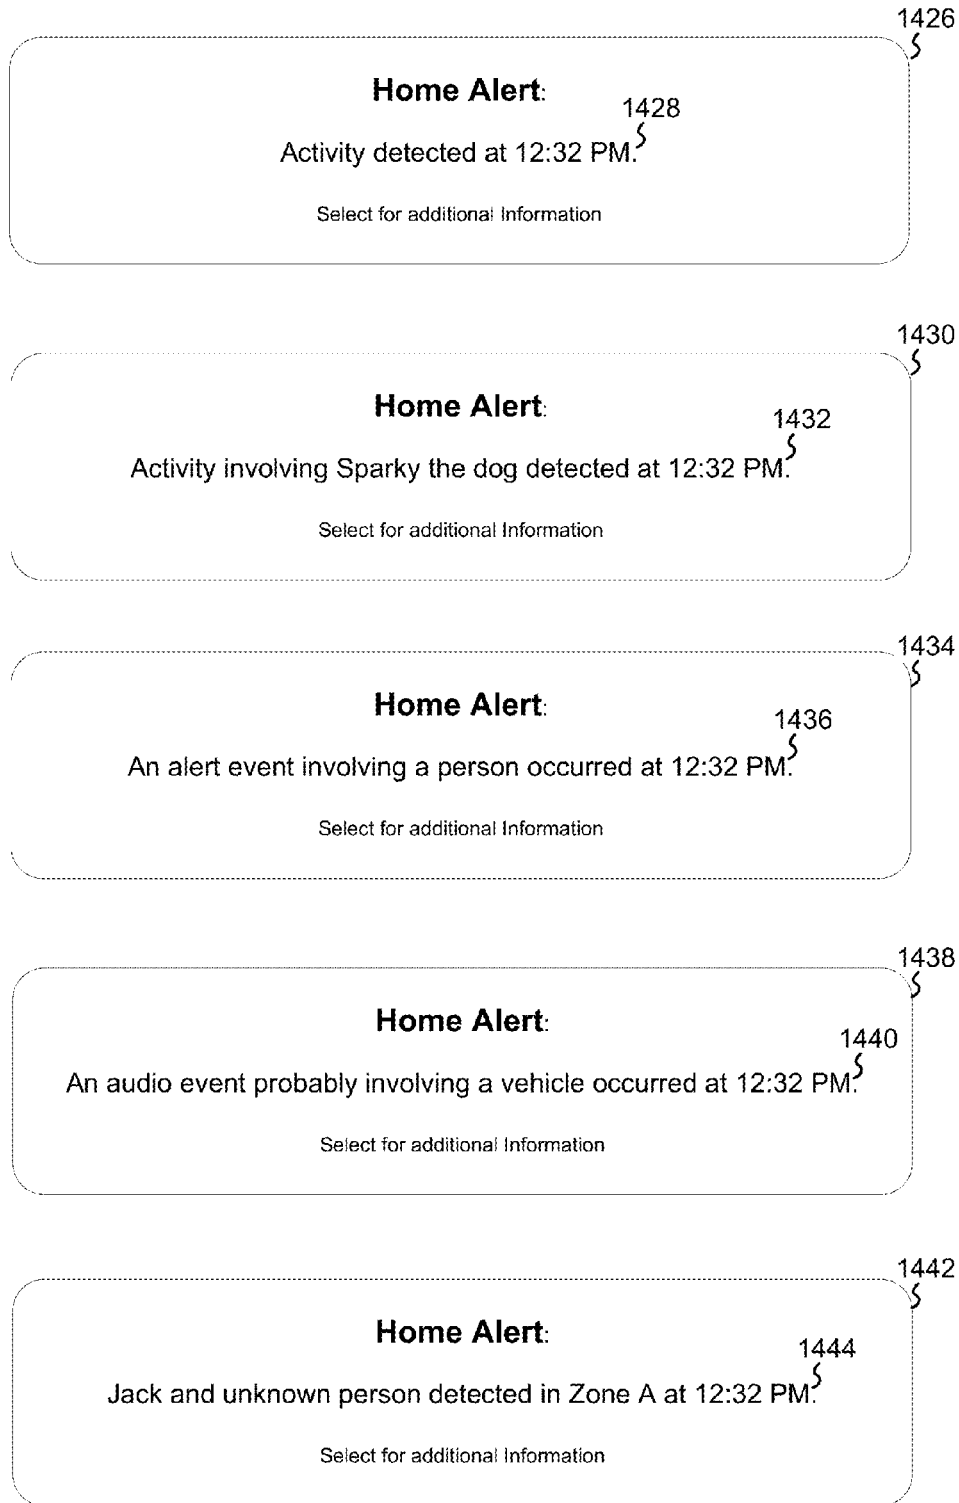 1426
Home Alert:
1428
Activity detected at 12:32 PM.
Select for additional Information
1430
Home Alert:
1432
Activity involving Sparky the dog detected at 12:32 PM.
Select for additional Information
1434
Home Alert:
1436
An alert event involving a person occurred at 12:32 PM.
Select for additional Information
1438
Home Alert:
1440
An audio event probably involving a vehicle occurred at 12:32 PM.
Select for additional Information
1442
Home Alert:
1444
Jack and unknown person detected in Zone A at 12:32 PM.
Select for additional Information